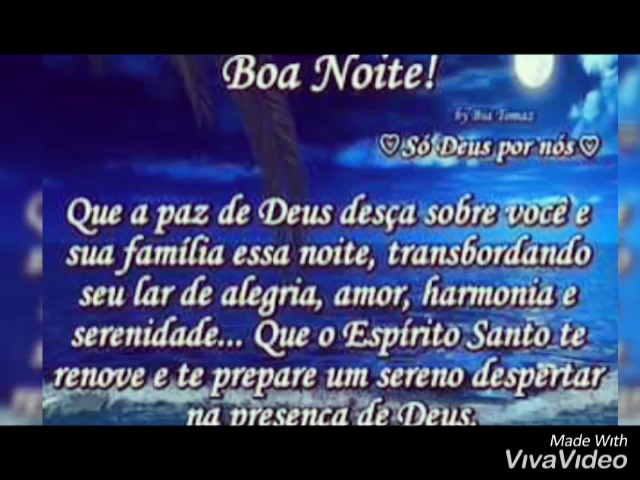 Boa Noite!
by Bia Tomaz
♡ Só Deus por nós ♡
Que a paz de Deus desça sobre você e
sua família essa noite, transbordando
seu lar de alegria, amor, harmonia e
serenidade... Que o Espírito Santo te
renove e te prepare um sereno despertar
na presença de Deus.
Made With
VivaVideo